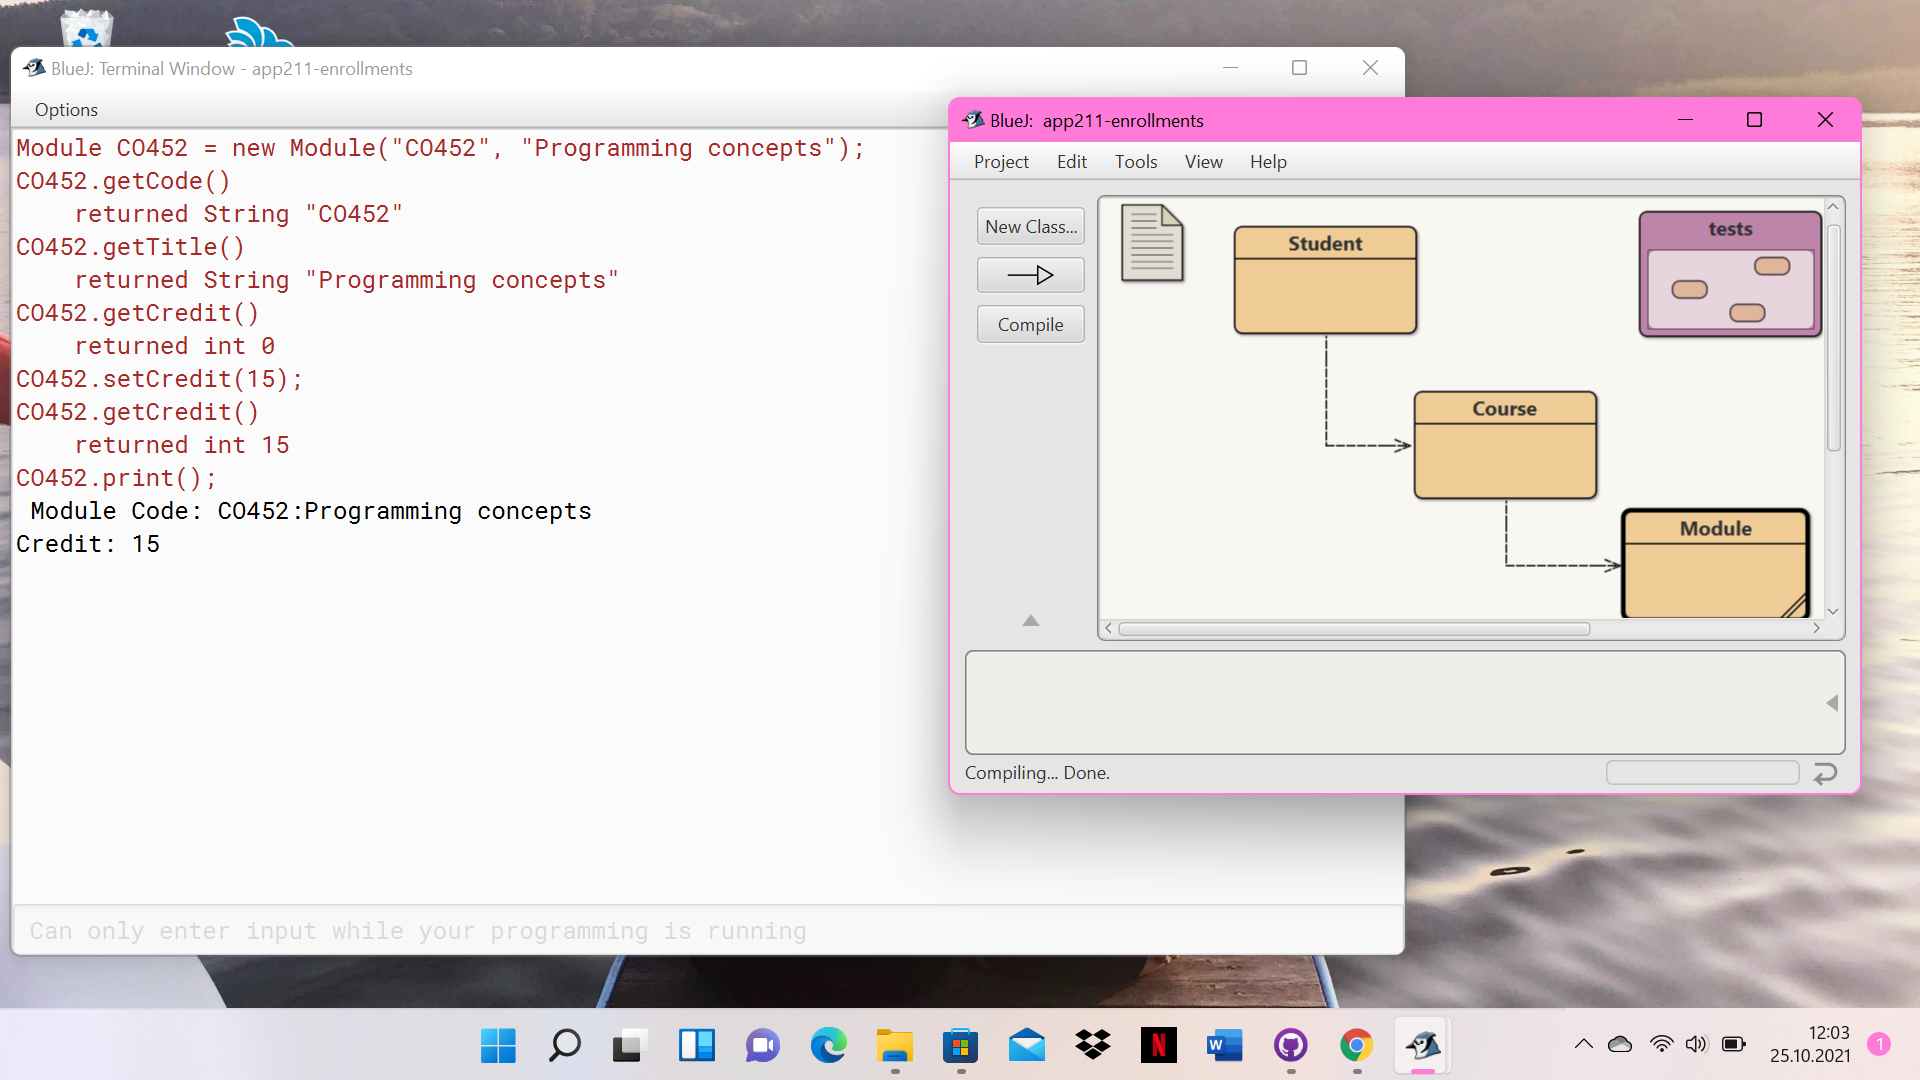 BlueJ: Terminal Window - app211-enrollments
Options
Module CO452 = new Module("CO452", "Programming concepts");
CO452.getCode()
    returned String "CO452"
CO452.getTitle()
    returned String "Programming concepts"
CO452.getCredit()
    returned int 0
CO452.setCredit(15);
CO452.getCredit()
    returned int 15
CO452.print();
 Module Code: CO452:Programming concepts
Credit: 15
Can only enter input while your programming is running
BlueJ: app211-enrollments
Project Edit Tools View Help
New Class...
Compile
Student
tests
Course
Module
Compiling... Done.
W
N
12:03
25.10.2021
1